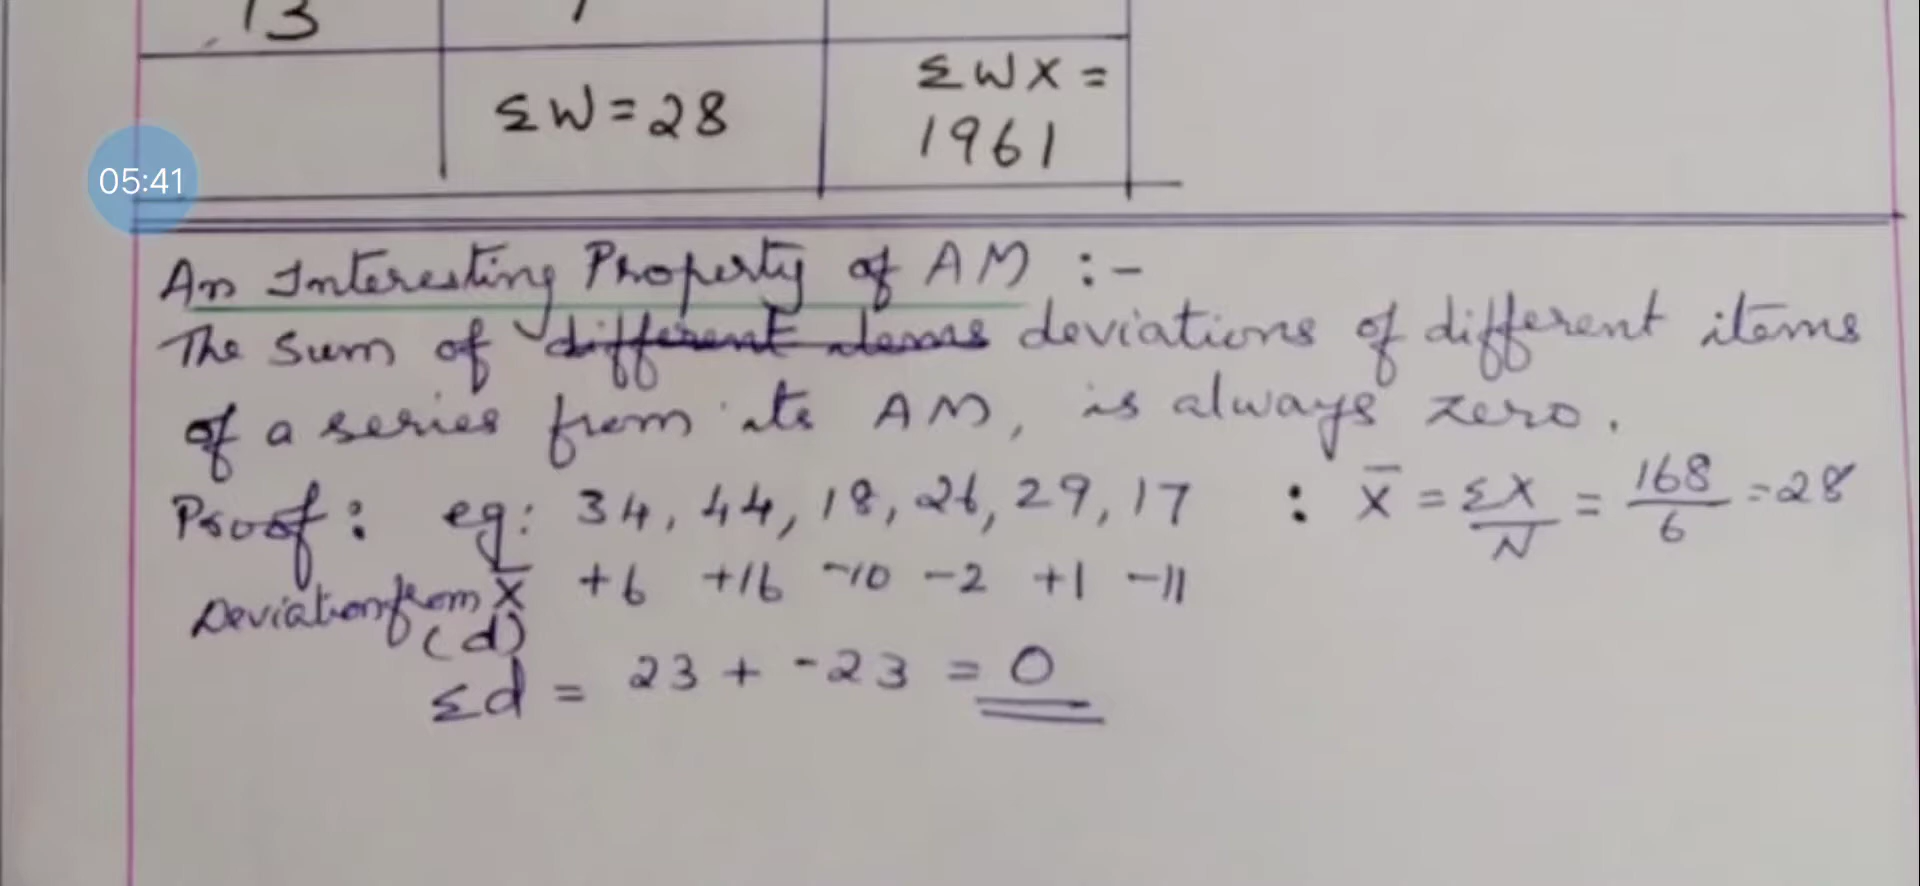 13
ΣW = 28
ΣWX =
1961
05:41
An Interesting Property of AM :-
The sum of different items deviations of different items
of a series from its AM, is always zero.
Proof: eg: 34, 44, 18, 26, 29, 17 : X̄ = ΣX/N = 168/6 = 28
Deviation from X̄ +6 +16 -10 -2 +1 -11
(d)
Σd = 23 + -23 = 0